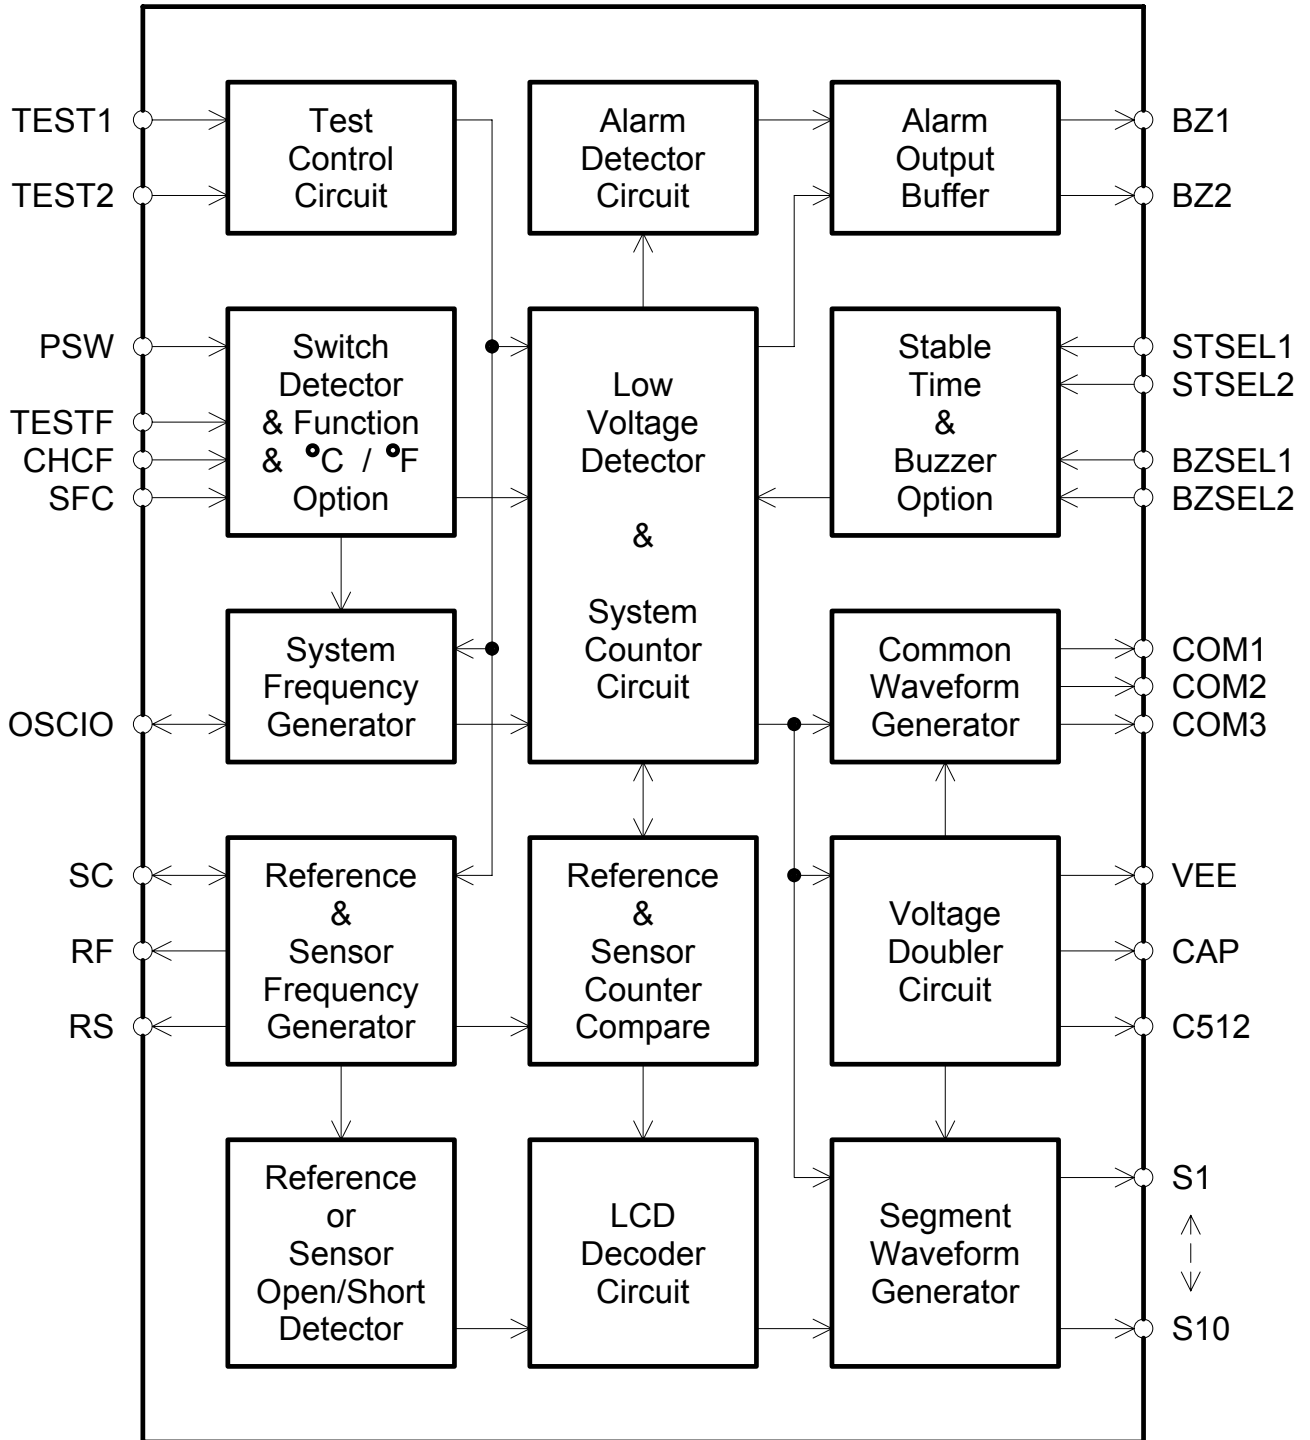 TEST1
TEST2
PSW
TESTF
CHCF
SFC
OSCIO
SC
RF
RS
Test
Control
Circuit
Alarm
Detector
Circuit
Alarm
Output
Buffer
Switch
Detector
& Function
& °C / °F
Option
Low
Voltage
Detector
&
System
Countor
Circuit
Stable
Time
&
Buzzer
Option
System
Frequency
Generator
Common
Waveform
Generator
Reference
&
Sensor
Frequency
Generator
Reference
&
Sensor
Counter
Compare
Voltage
Doubler
Circuit
Reference
or
Sensor
Open/Short
Detector
LCD
Decoder
Circuit
Segment
Waveform
Generator
BZ1
BZ2
STSEL1
STSEL2
BZSEL1
BZSEL2
COM1
COM2
COM3
VEE
CAP
C512
S1
S10